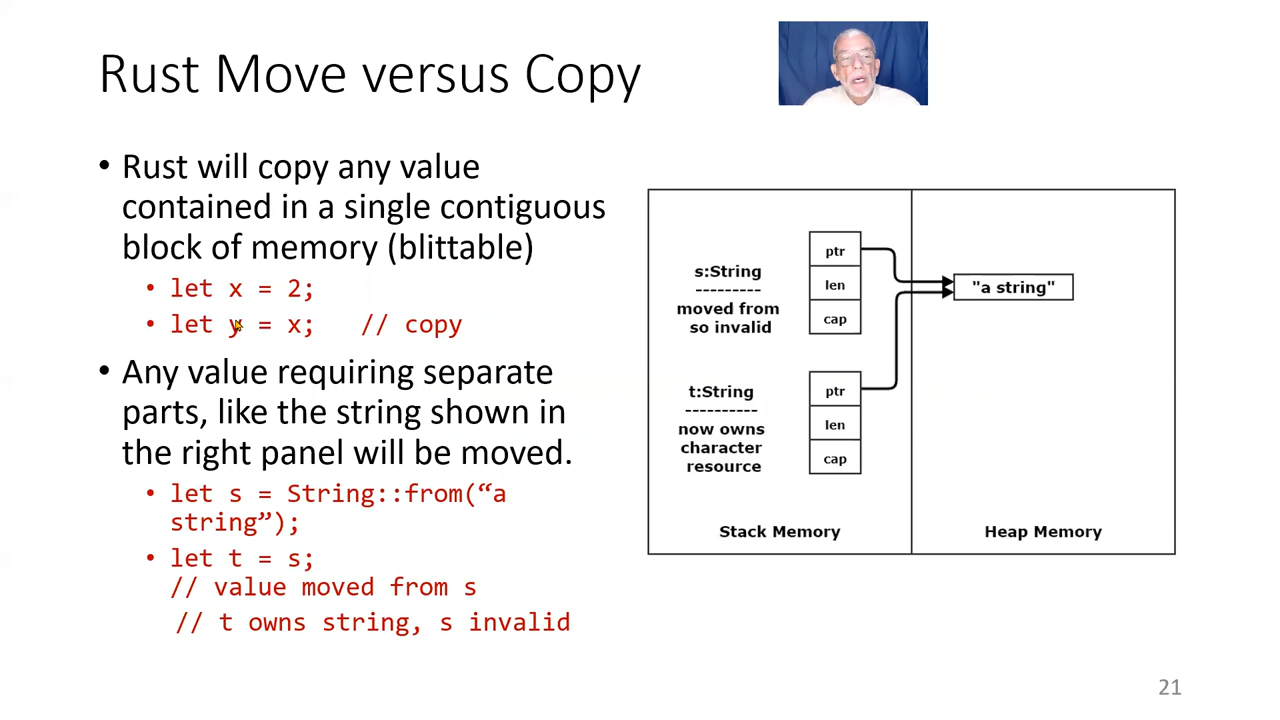 Rust Move versus Copy
• Rust will copy any value
contained in a single contiguous
block of memory (blittable)
• let x = 2;
• let y = x;   // copy
• Any value requiring separate
parts, like the string shown in
the right panel will be moved.
• let s = String::from(“a
string”);
• let t = s;
// value moved from s
// t owns string, s invalid
s:String
---------
moved from
so invalid
ptr
len
cap
t:String
----------
now owns
character
resource
ptr
len
cap
"a string"
Stack Memory
Heap Memory
21